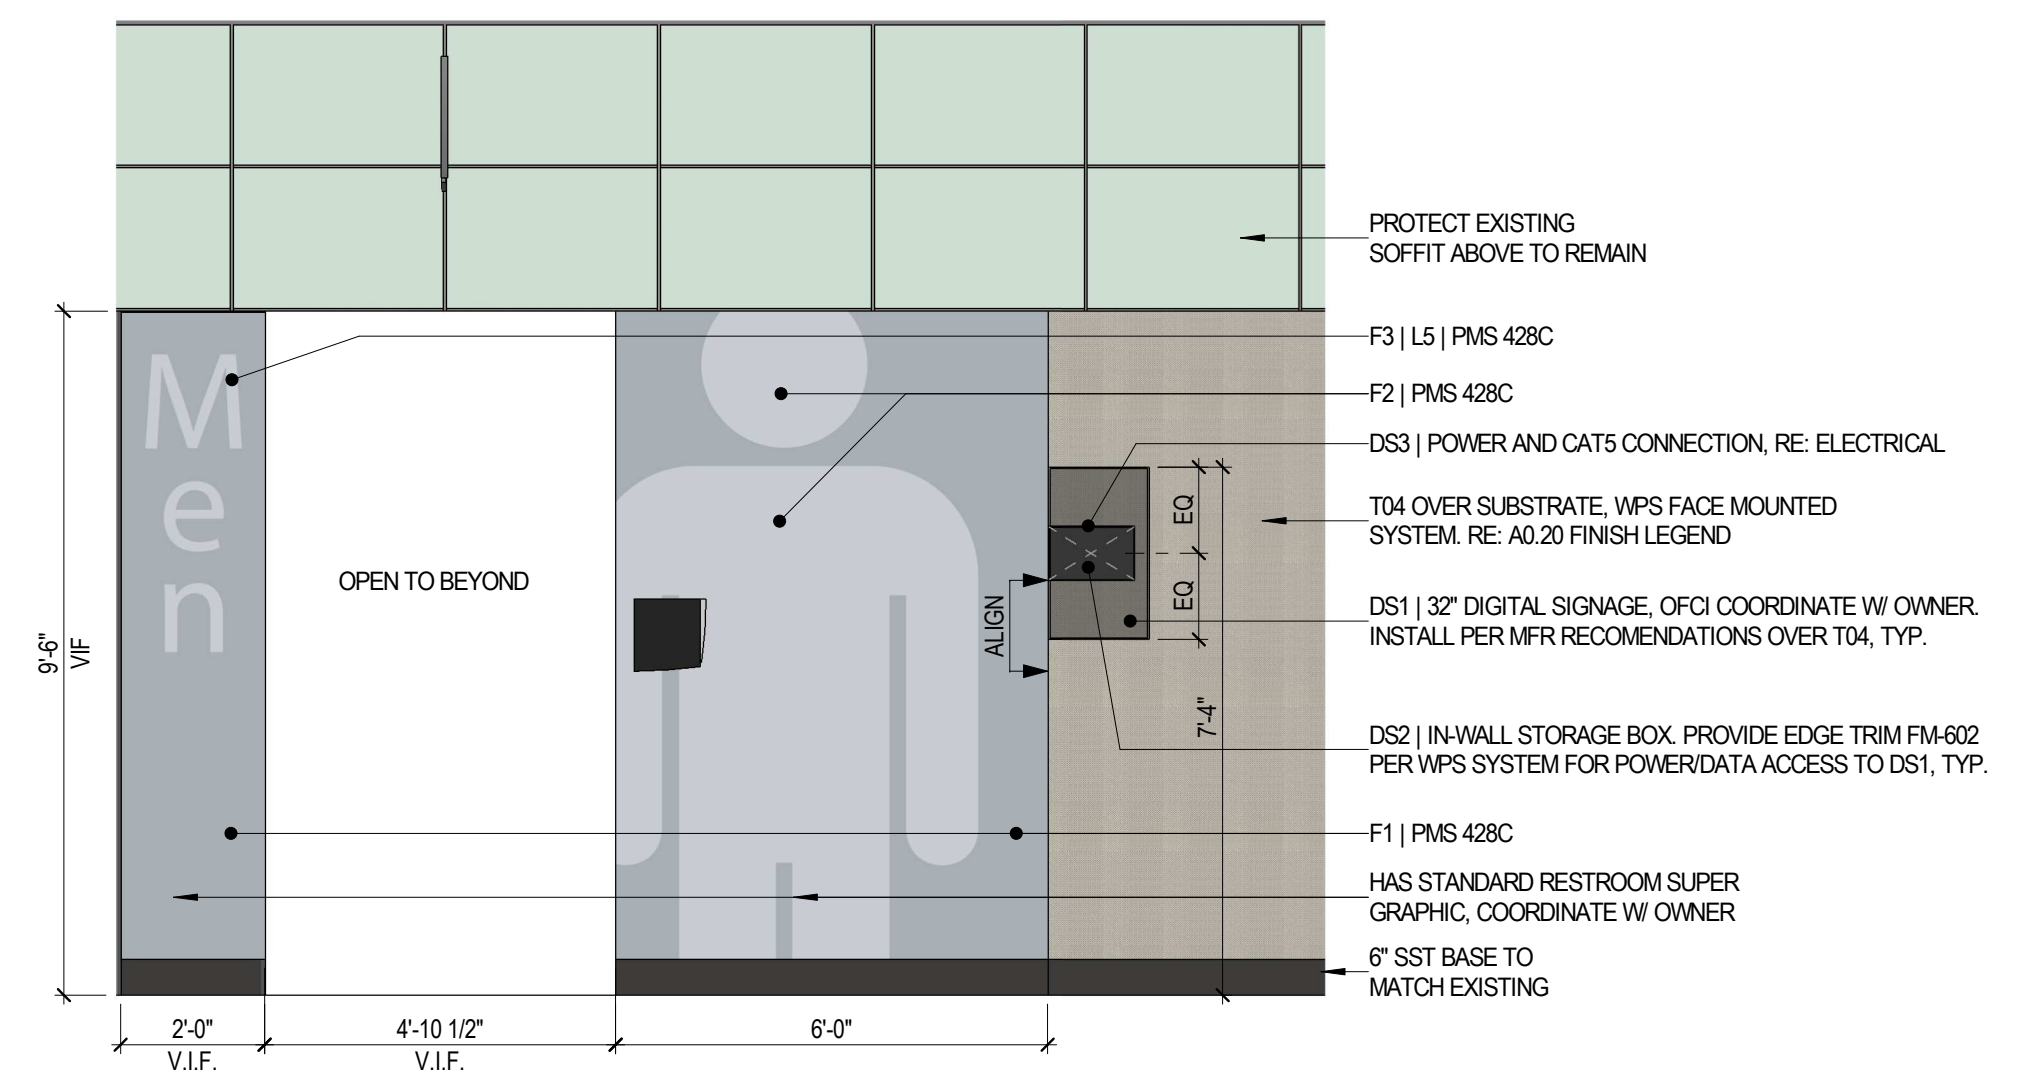 PROTECT EXISTING
SOFFIT ABOVE TO REMAIN
F3 | L5 | PMS 428C
F2 | PMS 428C
DS3 | POWER AND CAT5 CONNECTION, RE: ELECTRICAL
T04 OVER SUBSTRATE, WPS FACE MOUNTED
SYSTEM. RE: A0.20 FINISH LEGEND
DS1 | 32" DIGITAL SIGNAGE, OFCI COORDINATE W/ OWNER.
INSTALL PER MFR RECOMENDATIONS OVER T04, TYP.
DS2 | IN-WALL STORAGE BOX. PROVIDE EDGE TRIM FM-602
PER WPS SYSTEM FOR POWER/DATA ACCESS TO DS1, TYP.
F1 | PMS 428C
HAS STANDARD RESTROOM SUPER
GRAPHIC, COORDINATE W/ OWNER
6" SST BASE TO
MATCH EXISTING
M
e
n
OPEN TO BEYOND
ALIGN
EQ
EQ
7'-4"
9'-6"
VIF
2'-0"
V.I.F.
4'-10 1/2"
V.I.F.
6'-0"